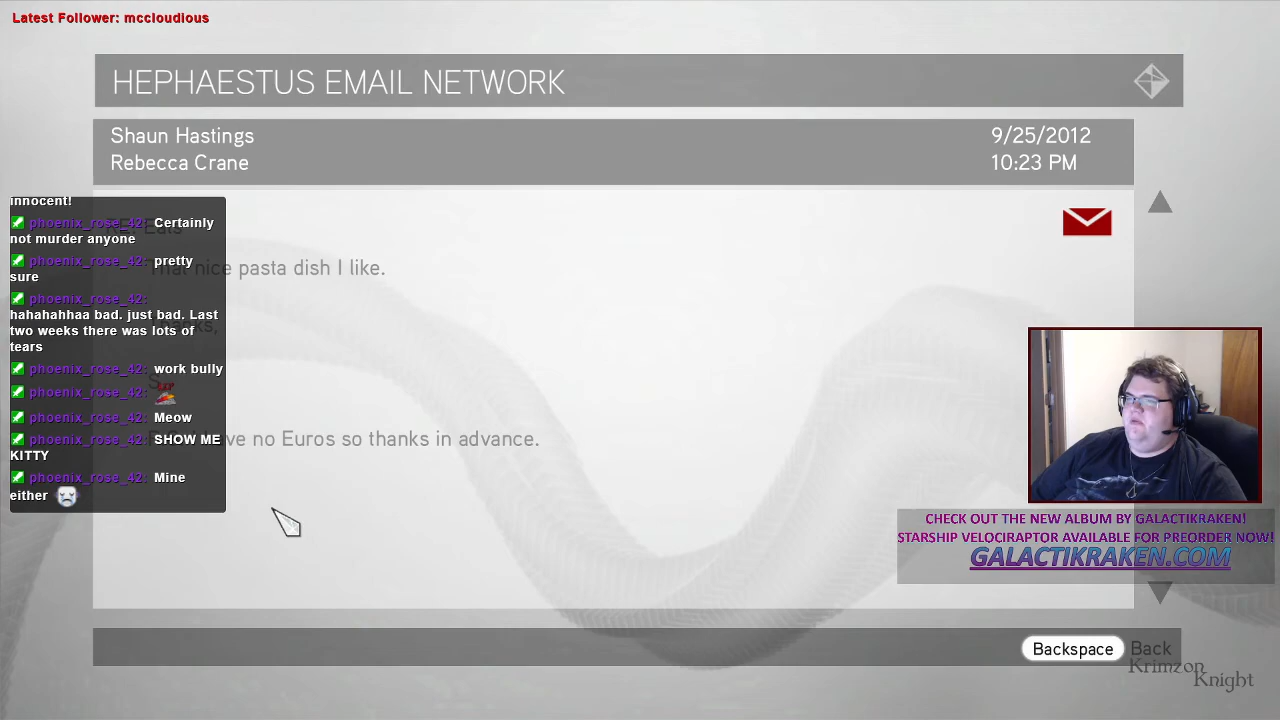 Latest Follower: mccloudious
HEPHAESTUS EMAIL NETWORK
Shaun Hastings
9/25/2012
Rebecca Crane
10:23 PM
innocent!
phoenix_rose_42: Certainly
not murder anyone
phoenix_rose_42: pretty
sure
phoenix_rose_42:
hahahahhaa bad. just bad. Last
two weeks there was lots of
tears
phoenix_rose_42: work bully
phoenix_rose_42:
phoenix_rose_42: Meow
phoenix_rose_42: SHOW ME
KITTY
phoenix_rose_42: Mine
either
RE: Eats
That nice pasta dish I like.
Thanks,
no Euros so thanks in advance.
CHECK OUT THE NEW ALBUM BY GALACTIKRAKEN!
STARSHIP VELOCIRAPTOR AVAILABLE FOR PREORDER NOW!
GALACTIKRAKEN.COM
Backspace Back
Krimzon
Knight